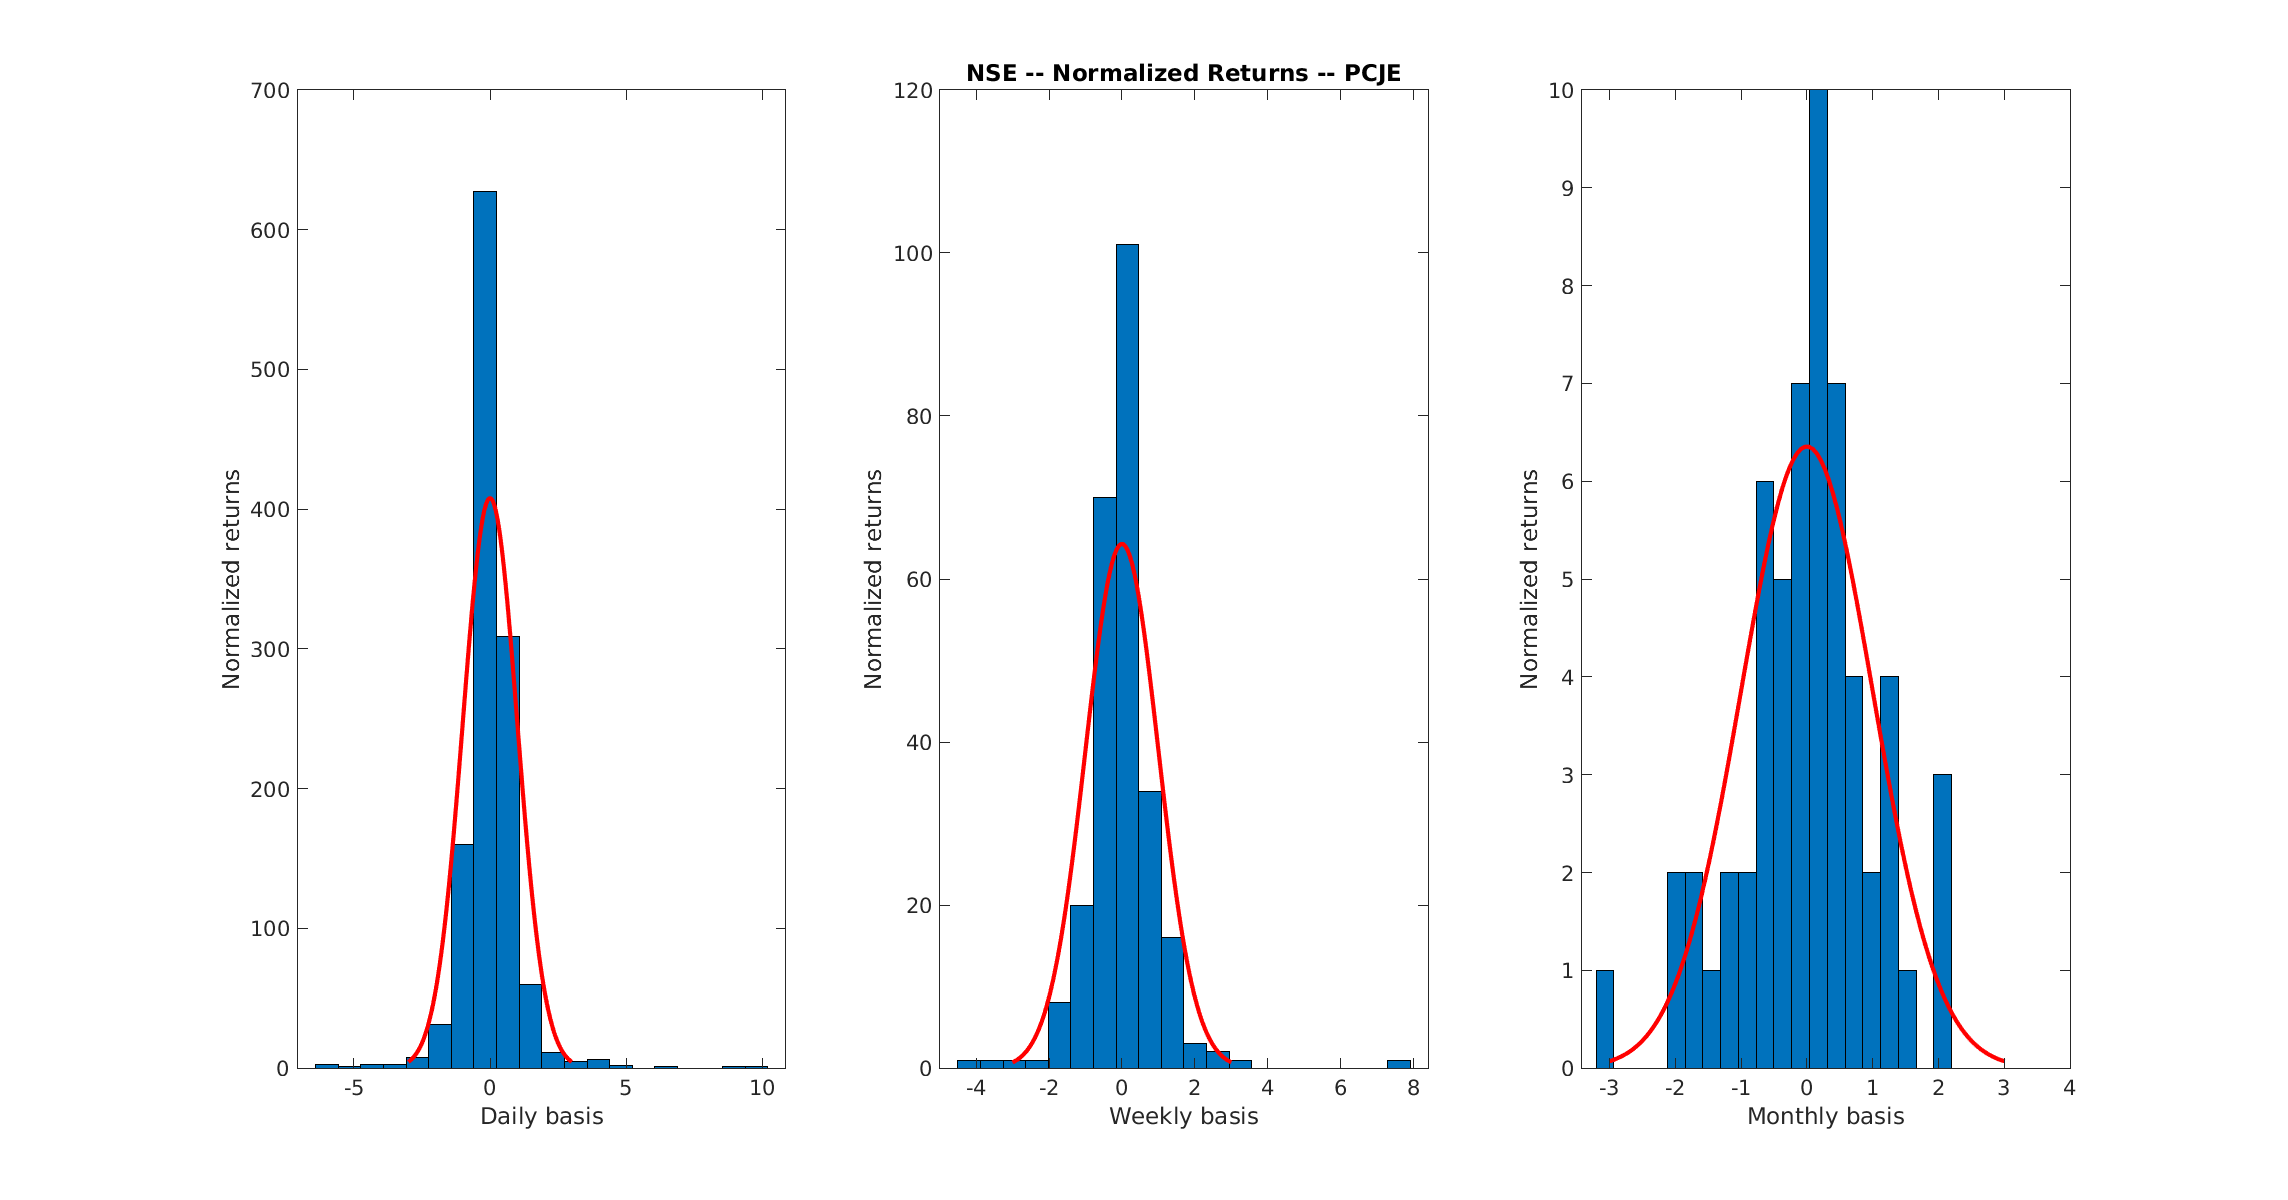 NSE -- Normalized Returns -- PCJE
700
600
500
400
300
200
100
0
-5 0 5 10
Normalized returns
Daily basis
120
100
80
60
40
20
0
-4 -2 0 2 4 6 8
Normalized returns
Weekly basis
10
9
8
7
6
5
4
3
2
1
0
-3 -2 -1 0 1 2 3 4
Normalized returns
Monthly basis